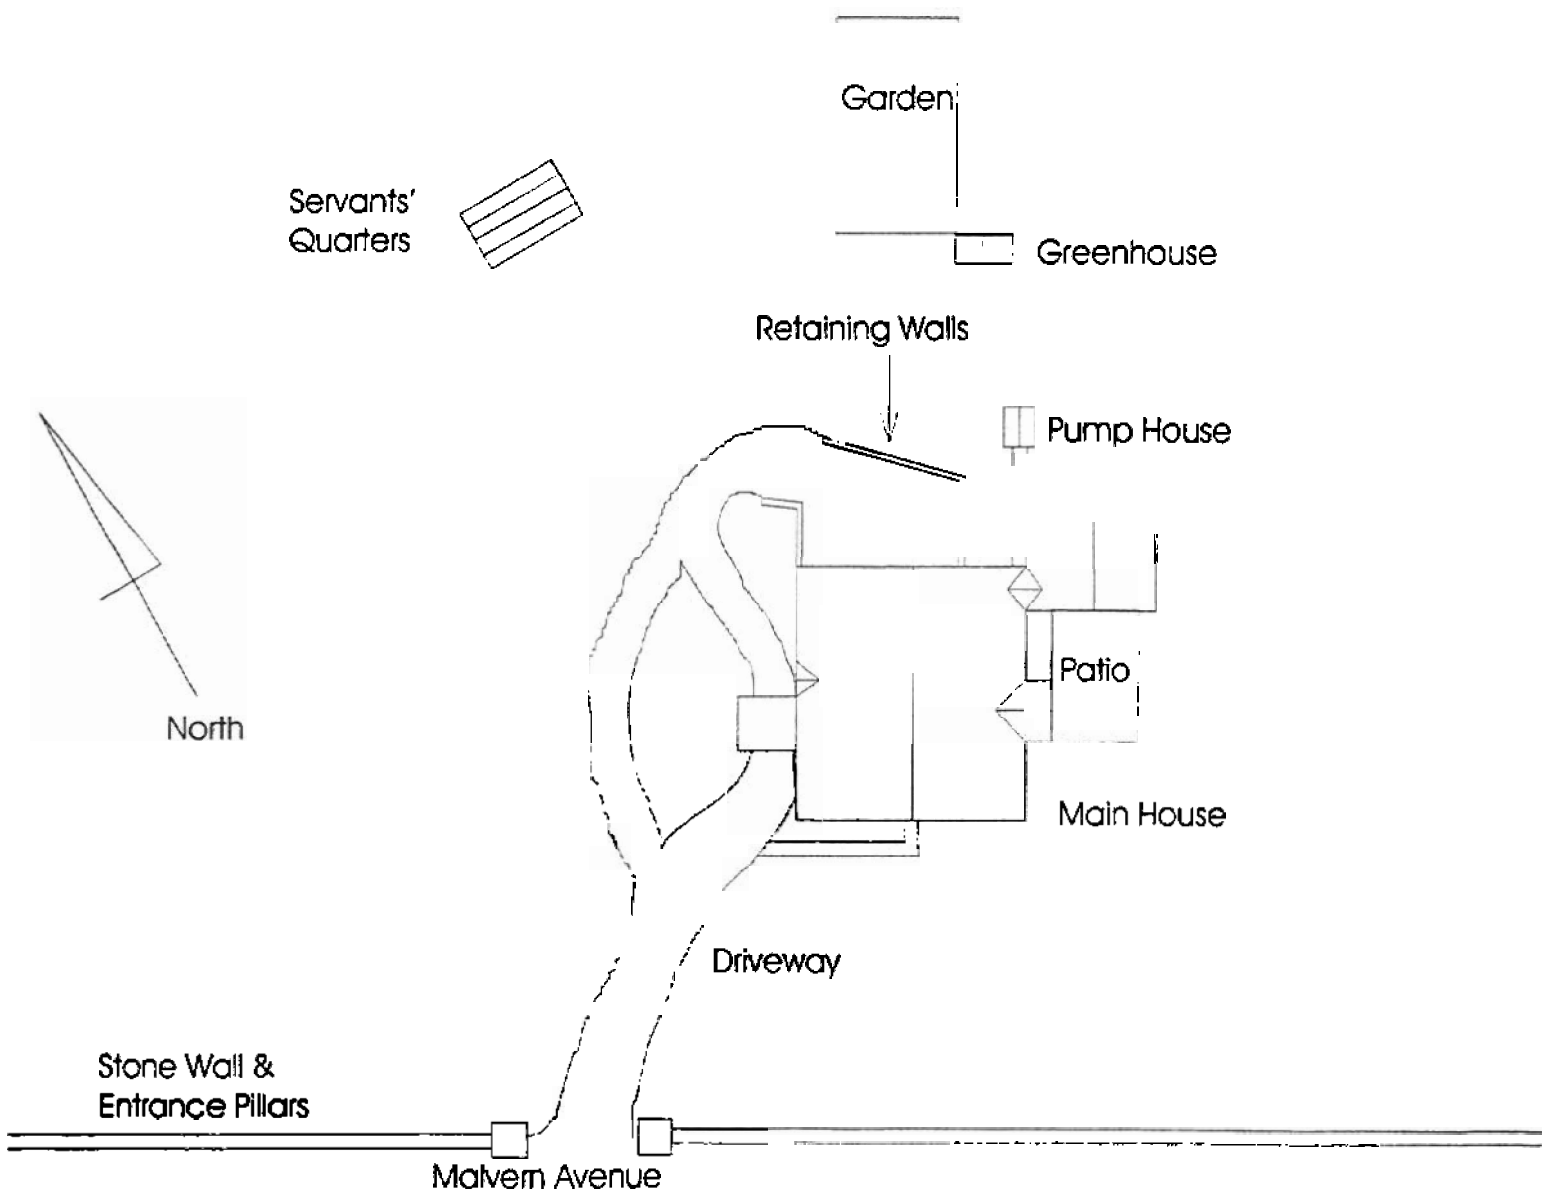 Garden
Servants'
Quarters
Greenhouse
Retaining Walls
Pump House
Patio
North
Main House
Driveway
Stone Wall &
Entrance Pillars
Malvern Avenue